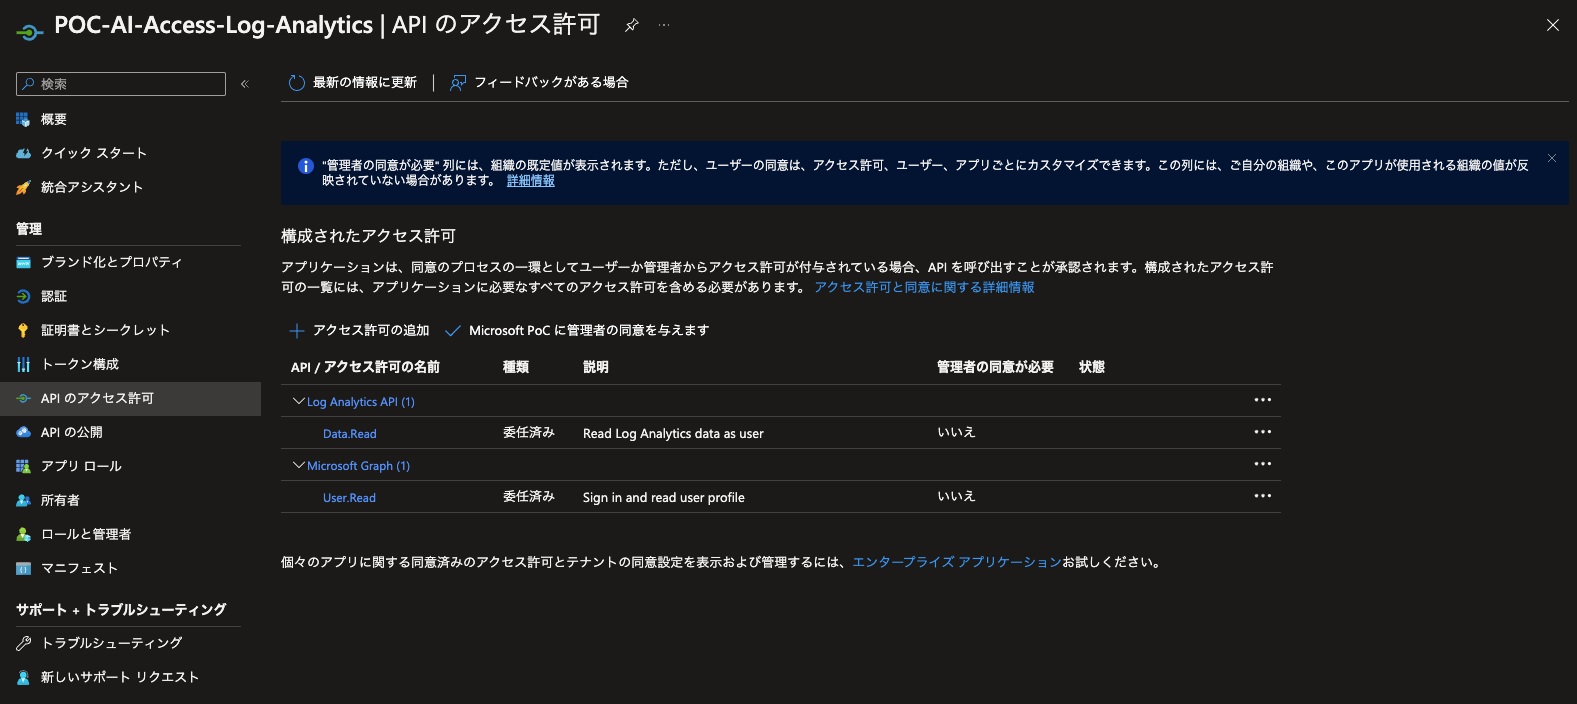 POC-AI-Access-Log-Analytics | API のアクセス許可
検索
概要
クイック スタート
統合アシスタント
管理
ブランド化とプロパティ
認証
証明書とシークレット
トークン構成
API のアクセス許可
API の公開
アプリ ロール
所有者
ロールと管理者
マニフェスト
サポート + トラブルシューティング
トラブルシューティング
新しいサポート リクエスト
最新の情報に更新
フィードバックがある場合
"管理者の同意が必要" 列には、組織の既定値が表示されます。ただし、ユーザーの同意は、アクセス許可、ユーザー、アプリごとにカスタマイズできます。この列には、ご自分の組織や、このアプリが使用される組織の値が反
映されていない場合があります。 詳細情報
構成されたアクセス許可
アプリケーションは、同意のプロセスの一環としてユーザーか管理者からアクセス許可が付与されている場合、API を呼び出すことが承認されます。構成されたアクセス許
可の一覧には、アプリケーションに必要なすべてのアクセス許可を含める必要があります。 アクセス許可と同意に関する詳細情報
アクセス許可の追加 Microsoft PoC に管理者の同意を与えます
API / アクセス許可の名前 種類 説明 管理者の同意が必要 状態
Log Analytics API (1)
Data.Read 委任済み Read Log Analytics data as user いいえ
Microsoft Graph (1)
User.Read 委任済み Sign in and read user profile いいえ
個々のアプリに関する同意済みのアクセス許可とテナントの同意設定を表示および管理するには、エンタープライズ アプリケーションお試しください。